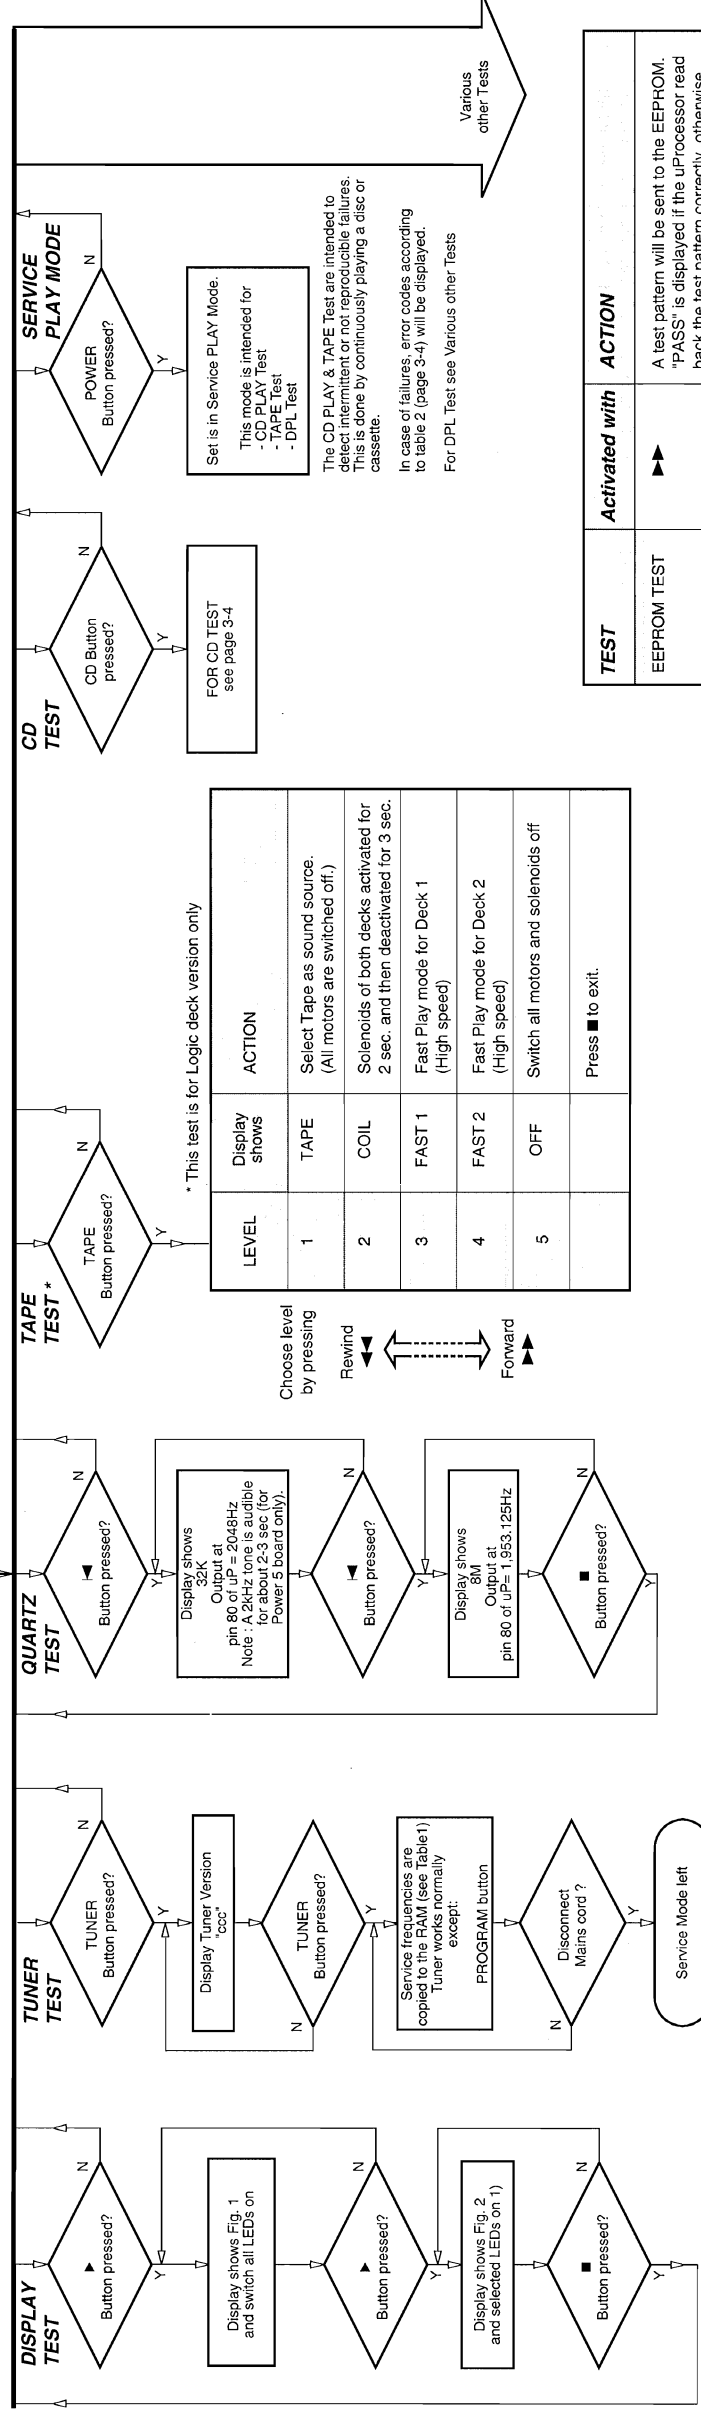 DISPLAY
TEST
▶
Button pressed?
N
Y
Display shows Fig. 1
and switch all LEDs on
▶
Button pressed?
N
Y
Display shows Fig. 2
and selected LEDs on 1)
■
Button pressed?
N
Y
TUNER
TEST
TUNER
Button pressed?
N
Y
Display Tuner Version
"ccc"
TUNER
Button pressed?
N
Y
Service frequencies are
copied to the RAM (see Table1)
Tuner works normally
except:
PROGRAM button
Disconnect
Mains cord ?
N
Y
Service Mode left
QUARTZ
TEST
Button pressed?
N
Y
Display shows
32K
Output at
pin 80 of uP = 2048Hz
Note : A 2kHz tone is audible
for about 2-3 sec (for
Power 5 board only).
Button pressed?
N
Y
Display shows
8M
Output at
pin 80 of uP= 1,953.125Hz
■
Button pressed?
N
Y
TAPE
TEST *
TAPE
Button pressed?
N
Y
* This test is for Logic deck version only
Choose level
by pressing
Rewind
◀◀
Forward
▶▶
LEVEL
Display
shows
ACTION
1
TAPE
Select Tape as sound source.
(All motors are switched off.)
2
COIL
Solenoids of both decks activated for
2 sec. and then deactivated for 3 sec.
3
FAST 1
Fast Play mode for Deck 1
(High speed)
4
FAST 2
Fast Play mode for Deck 2
(High speed)
5
OFF
Switch all motors and solenoids off
Press ■ to exit.
CD
TEST
CD Button
pressed?
N
Y
FOR CD TEST
see page 3-4
SERVICE
PLAY MODE
POWER
Button pressed?
N
Y
Set is in Service PLAY Mode.
This mode is intended for
- CD PLAY Test
- TAPE Test
- DPL Test
The CD PLAY & TAPE Test are intended to
detect intermittent or not reproducible failures.
This is done by continuously playing a disc or
cassette.
In case of failures, error codes according
to table 2 (page 3-4) will be displayed.
For DPL Test see Various other Tests
Various
other Tests
TEST
Activated with
ACTION
EEPROM TEST
▶▶
A test pattern will be sent to the EEPROM.
"PASS" is displayed if the uProcessor read
back the test pattern correctly, otherwise